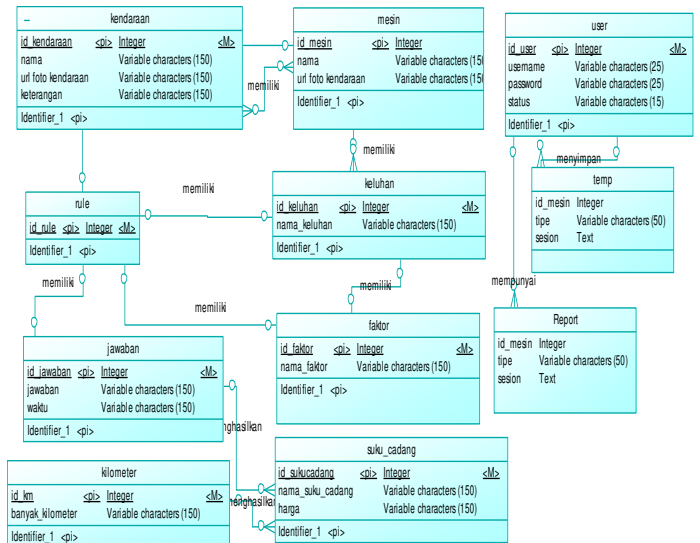 kendaraan
id_kendaraan <pi> Integer <M>
nama Variable characters (150)
url foto kendaraan Variable characters (150)
keterangan Variable characters (150)
Identifier_1 <pi>
mesin
id_mesin <pi> Integer
nama Variable characters (150)
url foto kendaraan Variable characters (150
Identifier_1 <pi>
user
id_user <pi> Integer <M>
username Variable characters (25)
password Variable characters (25)
status Variable characters (15)
Identifier_1 <pi>
memiliki
memiliki
menyimpan
temp
id_mesin Integer
tipe Variable characters (50)
sesion Text
memiliki
keluhan
id_keluhan <pi> Integer <M>
nama_keluhan Variable characters (150)
Identifier_1 <pi>
rule
id_rule <pi> Integer <M>
Identifier_1 <pi>
memiliki
memiliki
memiliki
mempunyai
Report
id_mesin Integer
tipe Variable characters (50)
sesion Text
faktor
id_faktor <pi> Integer <M>
nama_faktor Variable characters (150)
Identifier_1 <pi>
jawaban
id_jawaban <pi> Integer <M>
jawaban Variable characters (150)
waktu Variable characters (150)
Identifier_1 <pi>
nghasilkan
suku_cadang
id_sukucadang <pi> Integer <M>
nama_suku_cadang Variable characters (150)
harga Variable characters (150)
Identifier_1 <pi>
kilometer
id_km <pi> Integer <M>
banyak_kilometer Variable characters (150)
Identifier_1 <pi>
menghasilkan